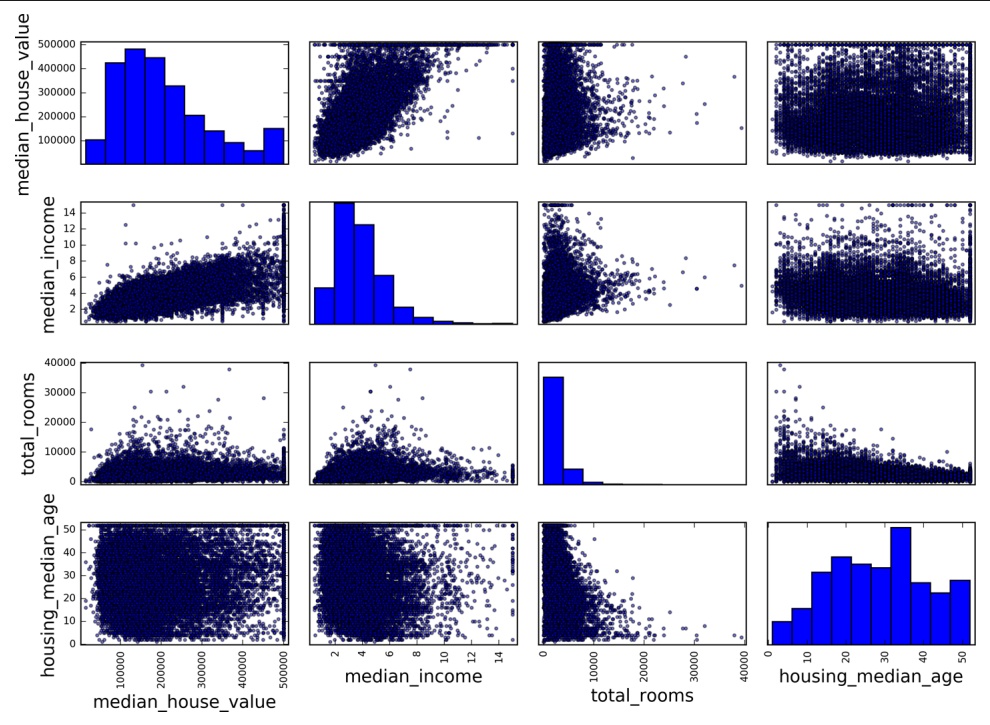 median_house_value
500000
400000
300000
200000
100000
median_income
14
12
10
8
6
4
2
total_rooms
40000
30000
20000
10000
0
housing_median_age
50
40
30
20
10
0
100000 200000 300000 400000 500000
median_house_value
2 4 6 8 10 12 14
median_income
0 10000 20000 30000 40000
total_rooms
0 10 20 30 40 50
housing_median_age